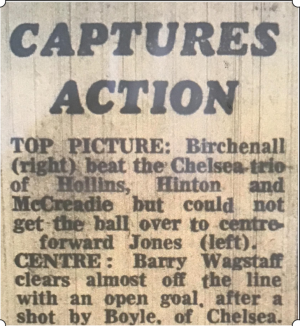 CAPTURES
ACTION
TOP PICTURE: Birchenall
(right) beat the Chelsea trio
of Hollins, Hinton and
McCreadie but could not
get the ball over to centre-
forward Jones (left).
CENTRE: Barry Wagstaff
clears almost off the line
with an open goal, after a
shot by Boyle, of Chelsea.